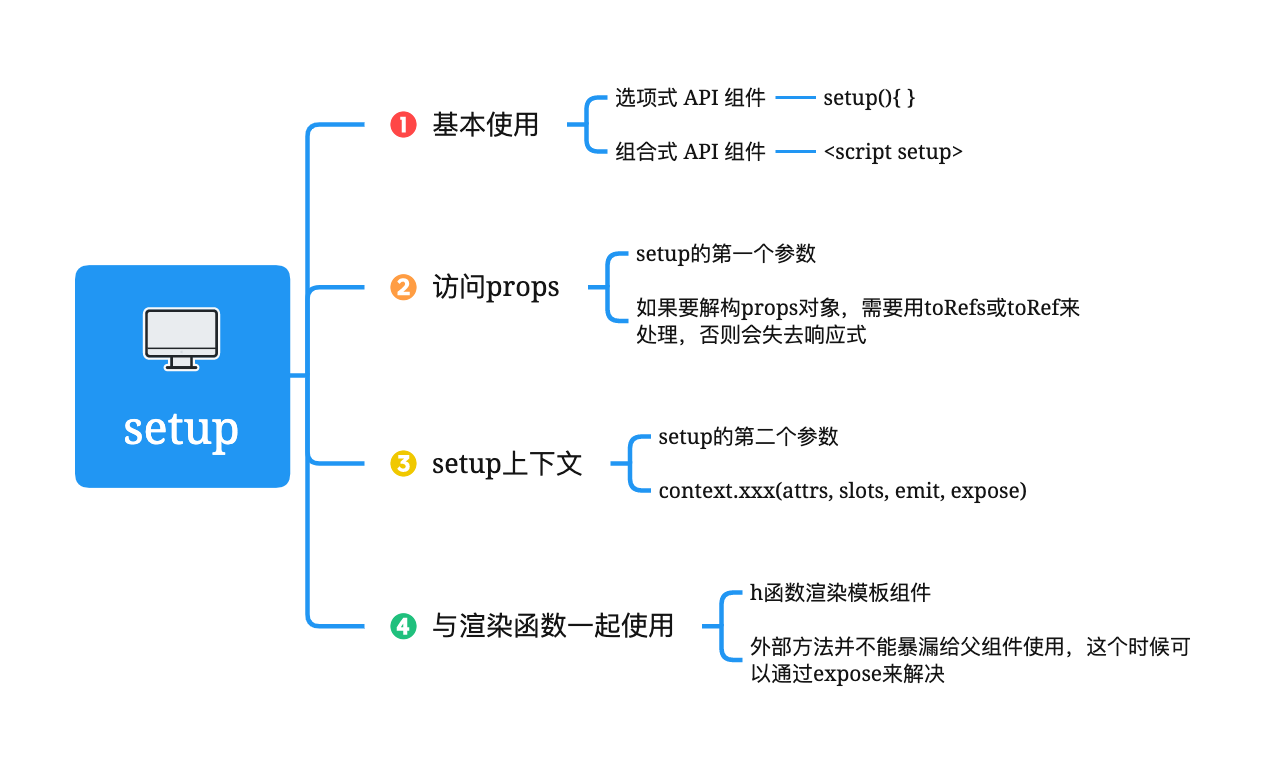 setup
1 基本使用
选项式 API 组件
setup(){ }
组合式 API 组件
<script setup>
2 访问props
setup的第一个参数
如果要解构props对象，需要用toRefs或toRef来
处理，否则会失去响应式
3 setup上下文
setup的第二个参数
context.xxx(attrs, slots, emit, expose)
4 与渲染函数一起使用
h函数渲染模板组件
外部方法并不能暴漏给父组件使用，这个时候可
以通过expose来解决